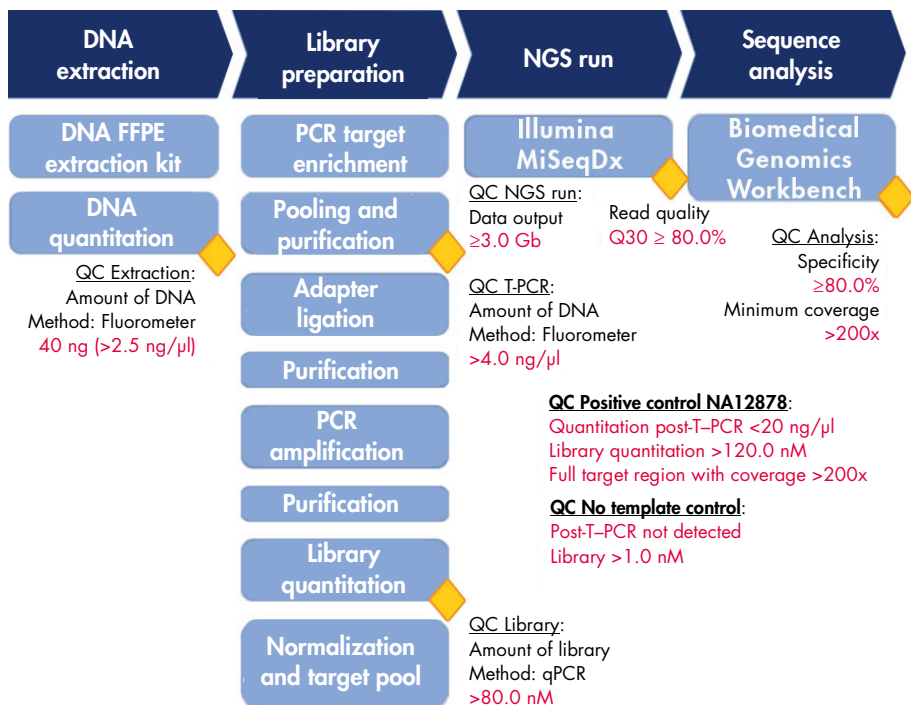 DNA
extraction
Library
preparation
NGS run
Sequence
analysis
DNA FFPE
extraction kit
DNA
quantitation
QC Extraction:
Amount of DNA
Method: Fluorometer
40 ng (>2.5 ng/µl)
PCR target
enrichment
Pooling and
purification
Adapter
ligation
Purification
PCR
amplification
Purification
Library
quantitation
Normalization
and target pool
Illumina
MiSeqDx
QC NGS run:
Data output
≥3.0 Gb
Read quality
Q30 ≥ 80.0%
QC T-PCR:
Amount of DNA
Method: Fluorometer
>4.0 ng/µl
Biomedical
Genomics
Workbench
QC Analysis:
Specificity
≥80.0%
Minimum coverage
>200x
QC Positive control NA12878:
Quantitation post-T–PCR <20 ng/µl
Library quantitation >120.0 nM
Full target region with coverage >200x
QC No template control:
Post-T–PCR not detected
Library >1.0 nM
QC Library:
Amount of library
Method: qPCR
>80.0 nM